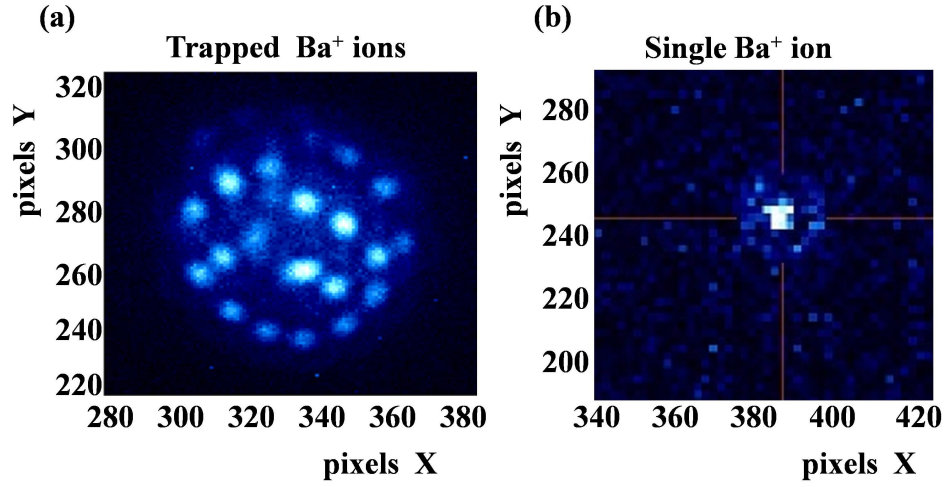 (a)
Trapped Ba⁺ ions
pixels Y
320
300
280
260
240
220
280 300 320 340 360 380
pixels X
(b)
Single Ba⁺ ion
pixels Y
280
260
240
220
200
340 360 380 400 420
pixels X